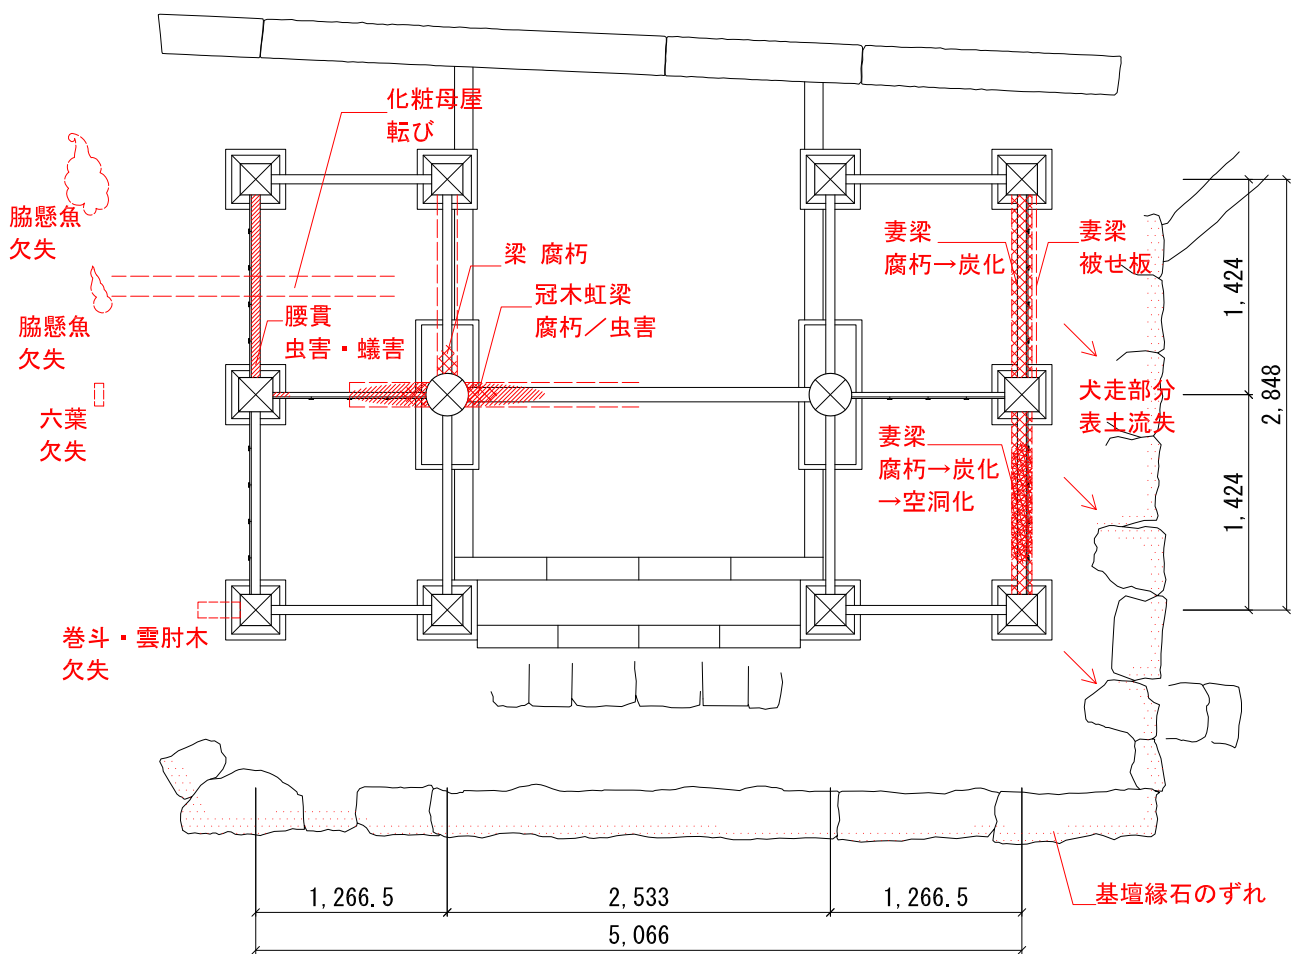 化粧母屋
転び
脇懸魚
欠失
脇懸魚
欠失
六葉
欠失
梁 腐朽
冠木虹梁
腐朽／虫害
腰貫
虫害・蟻害
妻梁
腐朽→炭化
妻梁
被せ板
犬走部分
表土流失
妻梁
腐朽→炭化
→空洞化
巻斗・雲肘木
欠失
基壇縁石のずれ
1,424
2,848
1,424
1,266.5
2,533
1,266.5
5,066